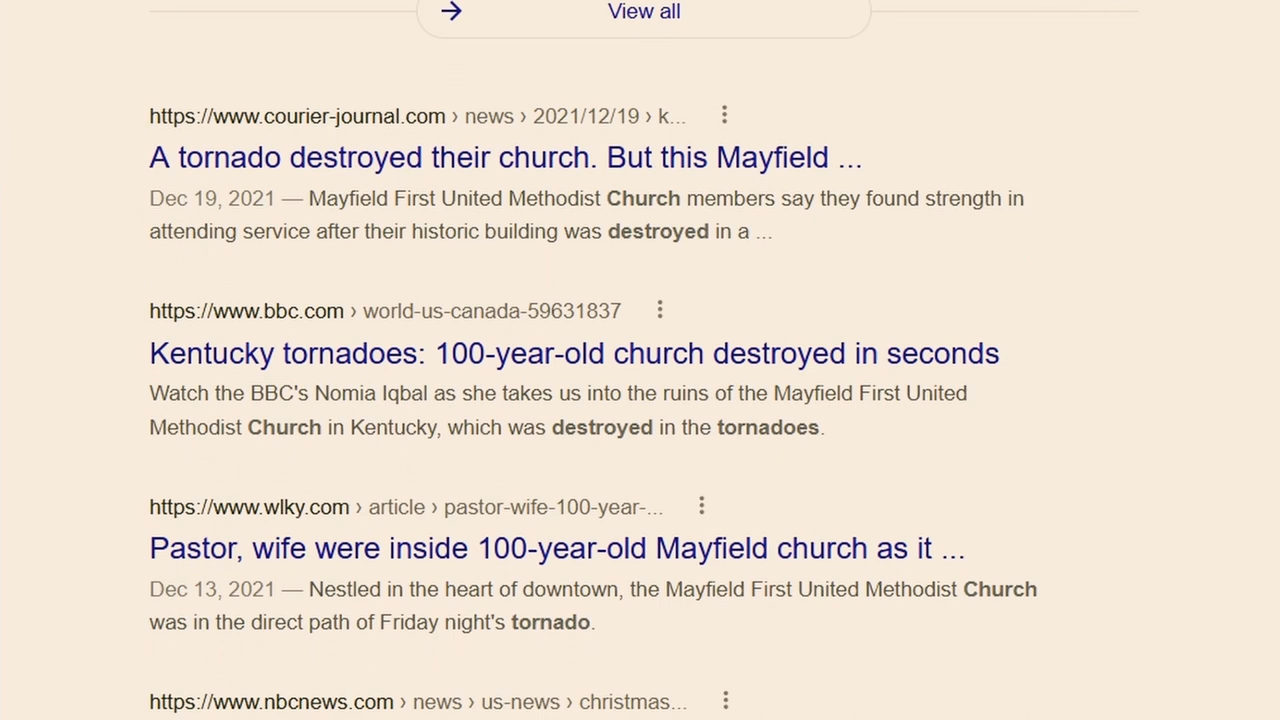 View all
https://www.courier-journal.com › news › 2021/12/19 › k...
A tornado destroyed their church. But this Mayfield ...
Dec 19, 2021 — Mayfield First United Methodist Church members say they found strength in
attending service after their historic building was destroyed in a ...
https://www.bbc.com › world-us-canada-59631837
Kentucky tornadoes: 100-year-old church destroyed in seconds
Watch the BBC's Nomia Iqbal as she takes us into the ruins of the Mayfield First United
Methodist Church in Kentucky, which was destroyed in the tornadoes.
https://www.wlky.com › article › pastor-wife-100-year-...
Pastor, wife were inside 100-year-old Mayfield church as it ...
Dec 13, 2021 — Nestled in the heart of downtown, the Mayfield First United Methodist Church
was in the direct path of Friday night's tornado.
https://www.nbcnews.com › news › us-news › christmas...